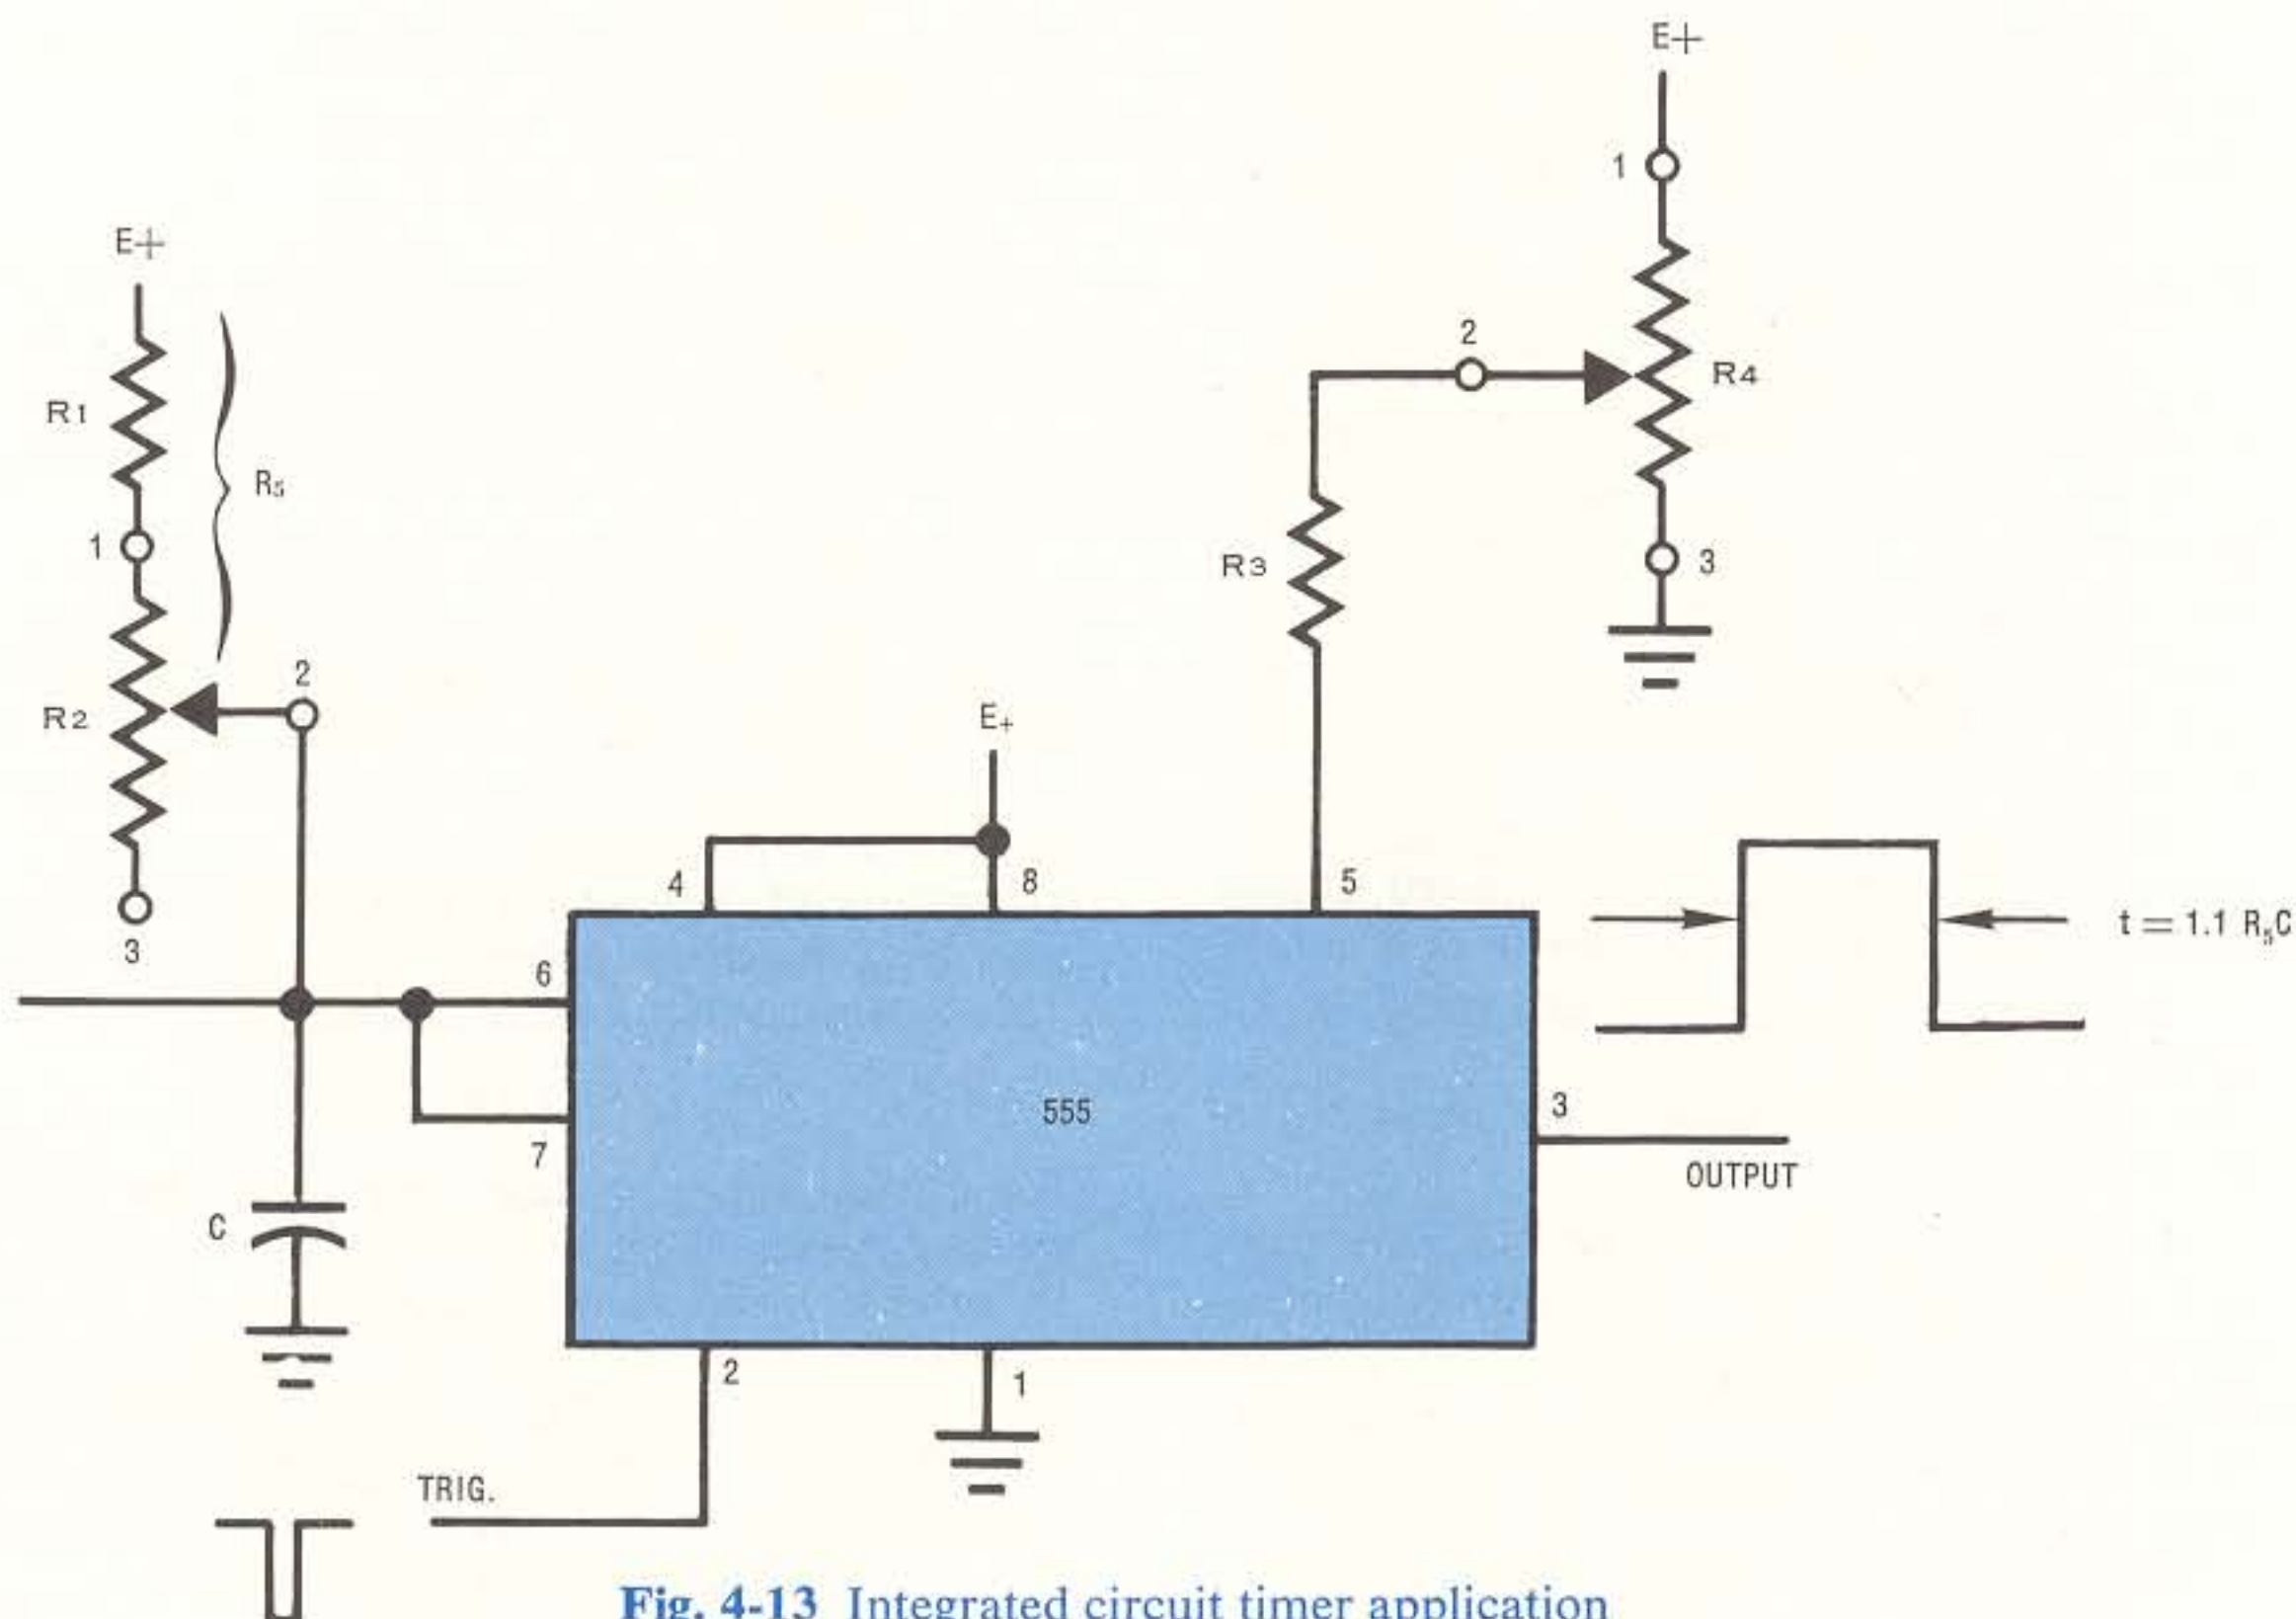 E+
1
R4
2
3
E+
R1
R5
1
R2
2
3
R3
E+
4
8
5
6
7
555
3
OUTPUT
t = 1.1 R5C
C
2
1
TRIG.
Fig. 4-13 Integrated circuit timer application